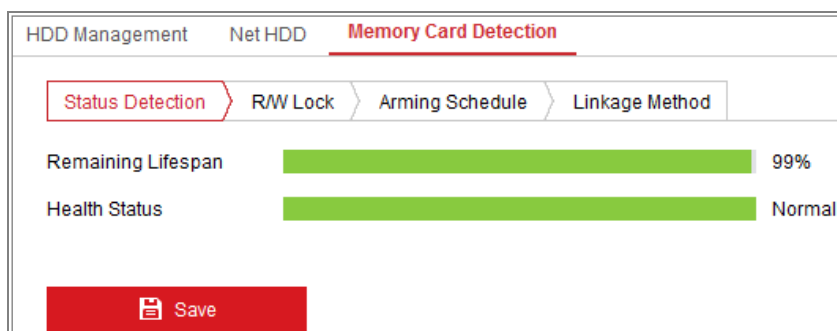 HDD Management Net HDD Memory Card Detection
Status Detection R/W Lock Arming Schedule Linkage Method
Remaining Lifespan 99%
Health Status Normal
Save